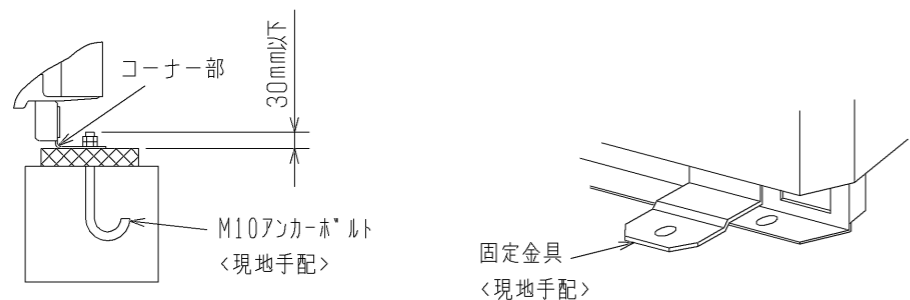 コーナー部
30mm以下
M10アンカーボルト
<現地手配>
固定金具
<現地手配>